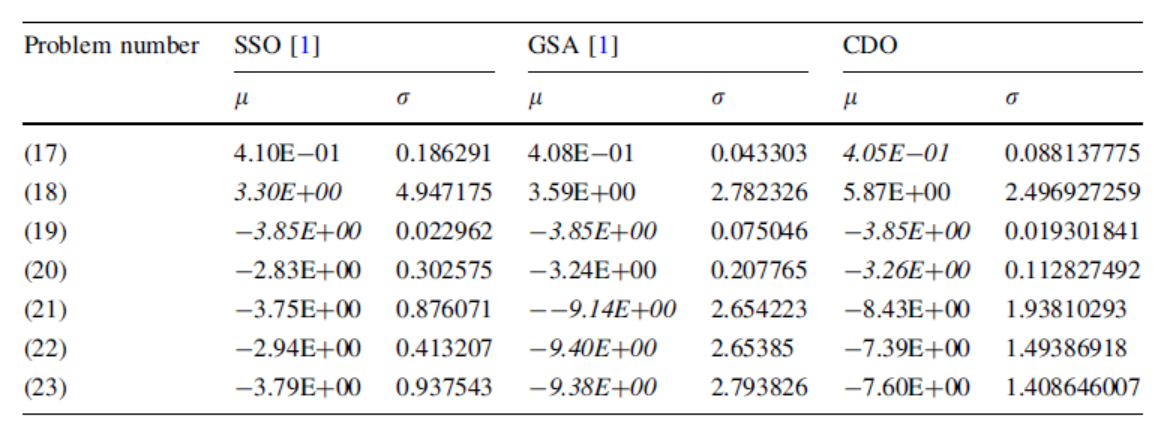 Problem number SSO [1] GSA [1] CDO
μ σ μ σ μ σ
(17) 4.10E−01 0.186291 4.08E−01 0.043303 4.05E−01 0.088137775
(18) 3.30E+00 4.947175 3.59E+00 2.782326 5.87E+00 2.496927259
(19) −3.85E+00 0.022962 −3.85E+00 0.075046 −3.85E+00 0.019301841
(20) −2.83E+00 0.302575 −3.24E+00 0.207765 −3.26E+00 0.112827492
(21) −3.75E+00 0.876071 −−9.14E+00 2.654223 −8.43E+00 1.93810293
(22) −2.94E+00 0.413207 −9.40E+00 2.65385 −7.39E+00 1.49386918
(23) −3.79E+00 0.937543 −9.38E+00 2.793826 −7.60E+00 1.408646007